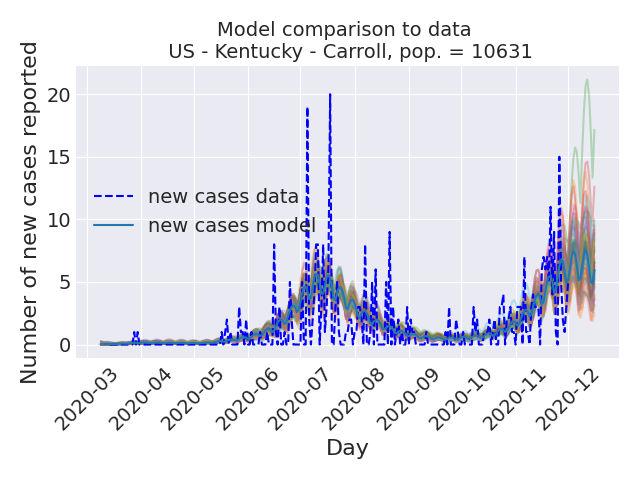 Model comparison to data
US - Kentucky - Carroll, pop. = 10631
Number of new cases reported
20
15
10
5
0
new cases data
new cases model
2020-03
2020-04
2020-05
2020-06
2020-07
2020-08
2020-09
2020-10
2020-11
2020-12
Day